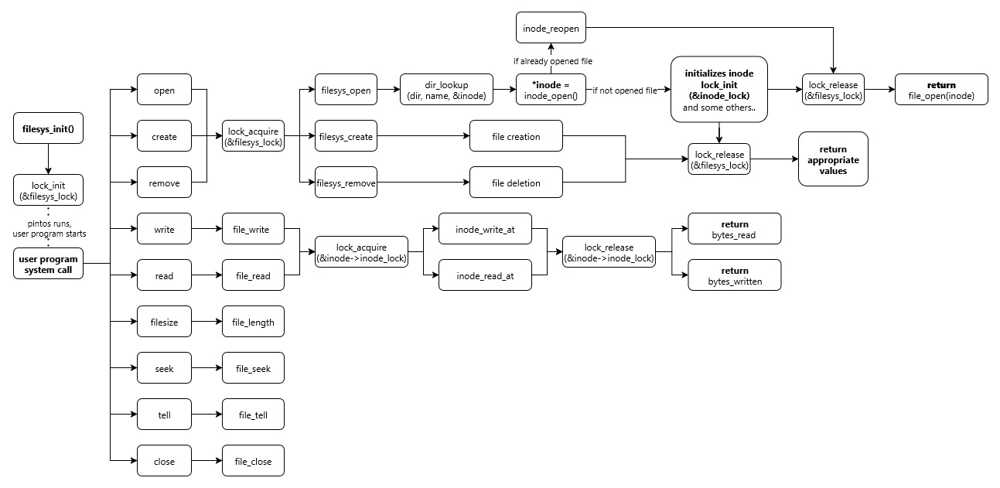 inode_reopen
if already opened file
open
filesys_open
dir_lookup
(dir, name, &inode)
*inode =
inode_open()
if not opened file
initializes inode
lock_init
(&inode_lock)
and some others..
lock_release
(&filesys_lock)
return
file_open(inode)
filesys_init()
create
lock_acquire
(&filesys_lock)
filesys_create
file creation
lock_release
(&filesys_lock)
return
appropriate
values
lock_init
(&filesys_lock)
remove
filesys_remove
file deletion
pintos runs,
user program starts
write
file_write
lock_acquire
(&inode->inode_lock)
inode_write_at
lock_release
(&inode->inode_lock)
return
bytes_read
user program
system call
read
file_read
inode_read_at
return
bytes_written
filesize
file_length
seek
file_seek
tell
file_tell
close
file_close